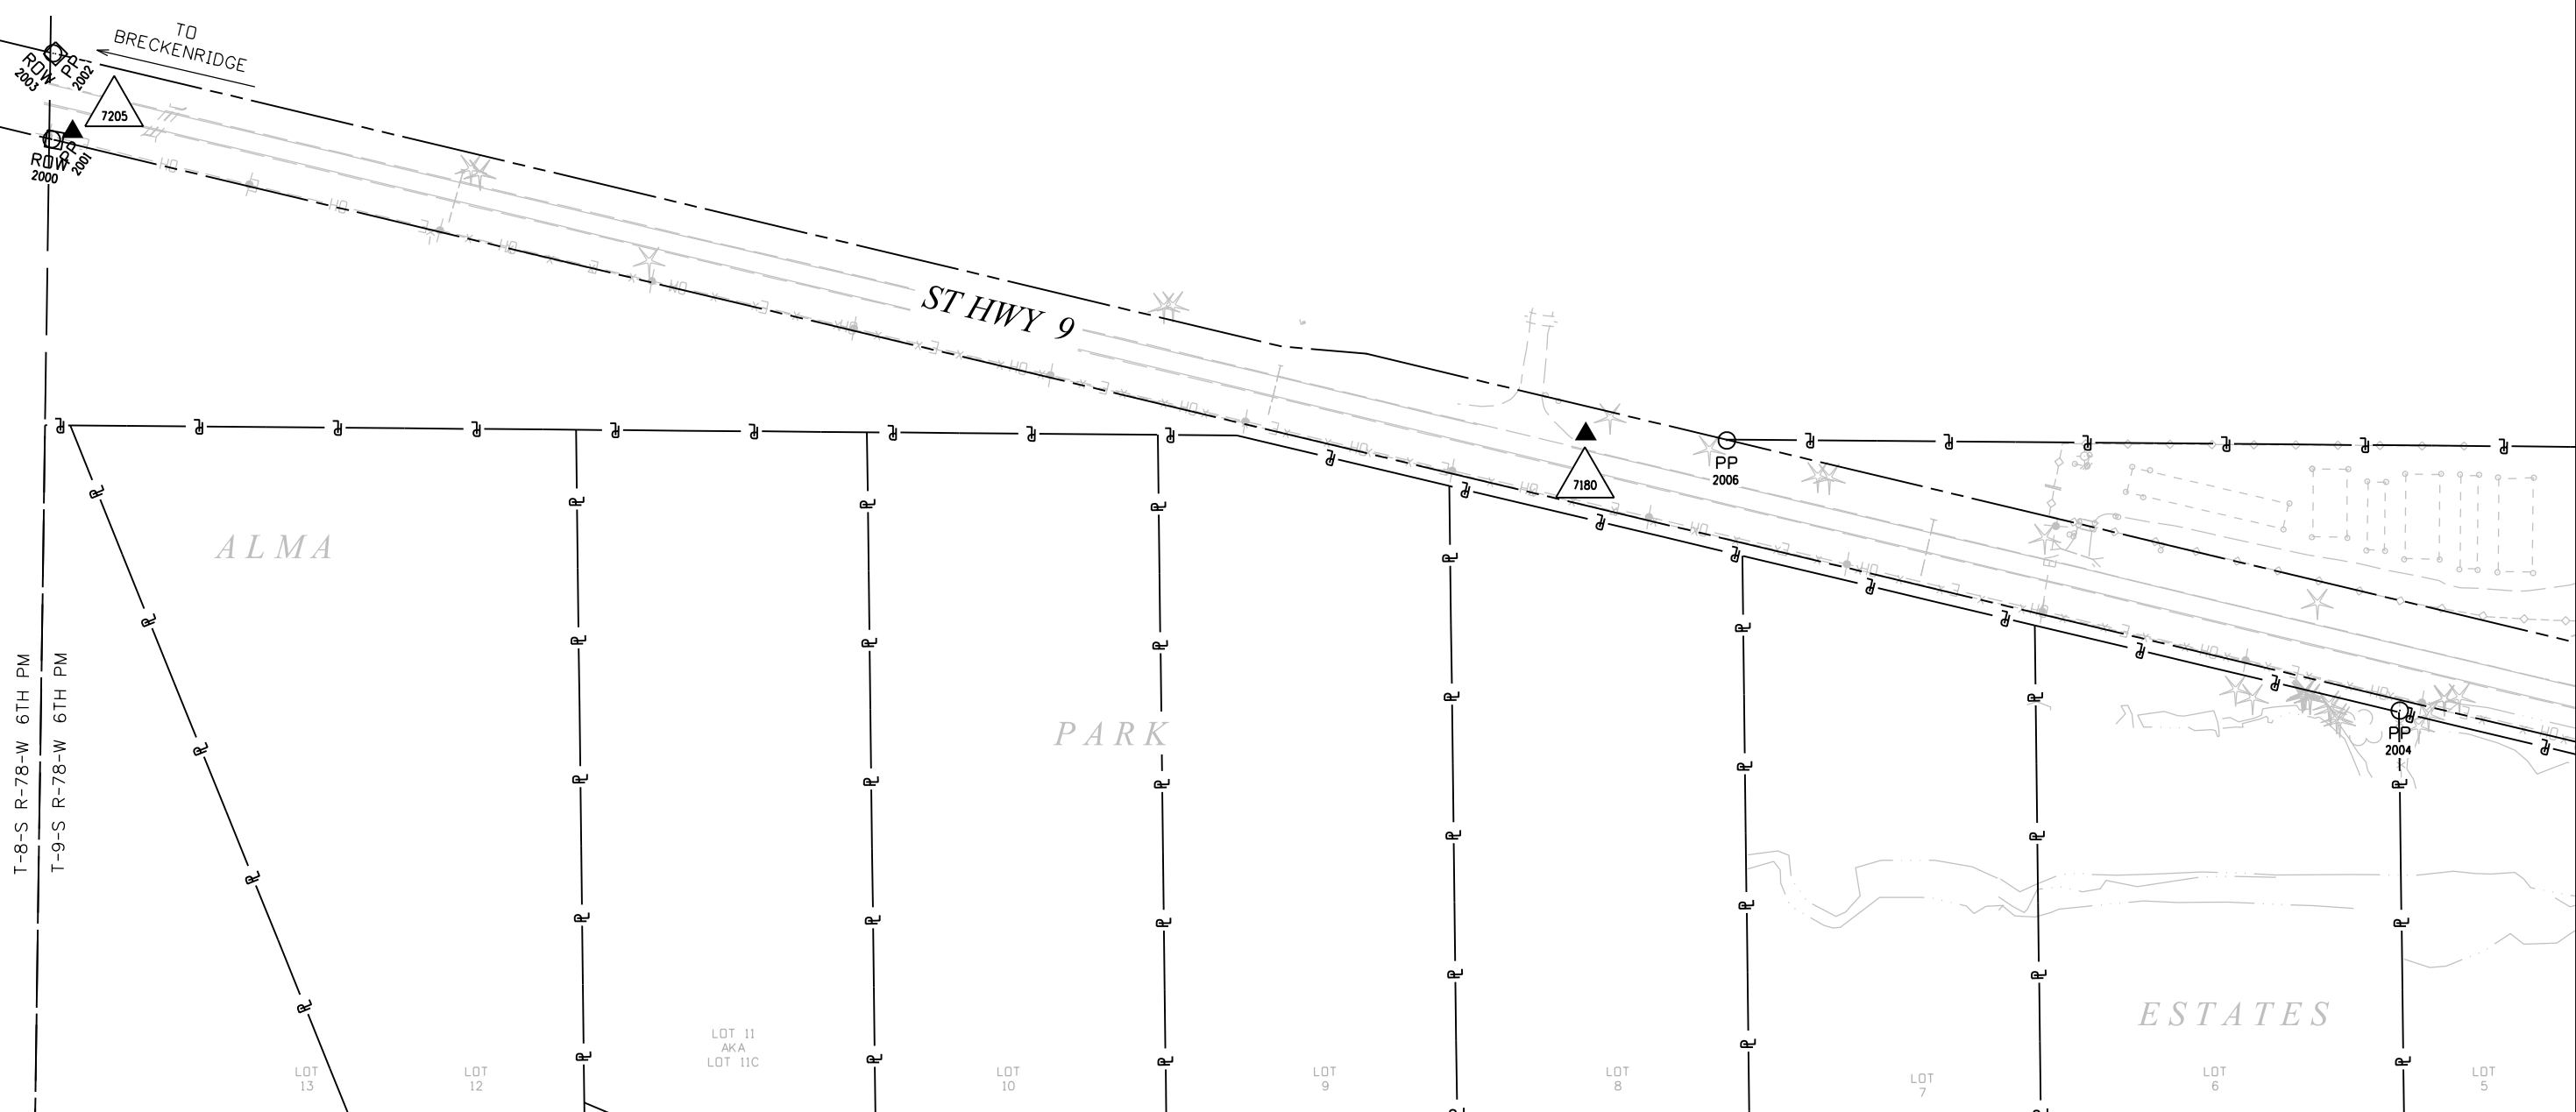 TO
BRECKENRIDGE
ROW
2003
PP
2002
7205
ROW
2000
PP
2001
ST HWY 9
7180
PP
2006
PP
2004
ALMA
PARK
ESTATES
T-8-S R-78-W 6TH PM
T-9-S R-78-W 6TH PM
LOT
13
LOT
12
LOT 11
AKA
LOT 11C
LOT
10
LOT
9
LOT
8
LOT
7
LOT
6
LOT
5